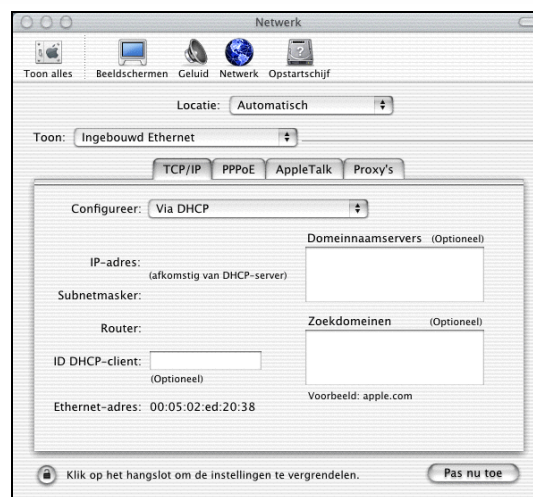 Netwerk
Toon alles Beeldschermen Geluid Netwerk Opstartschijf
Locatie: Automatisch
Toon: Ingebouwd Ethernet
TCP/IP PPPoE AppleTalk Proxy's
Configureer: Via DHCP
Domeinnaamservers (Optioneel)
IP-adres:
(afkomstig van DHCP-server)
Subnetmasker:
Router:
Zoekdomeinen (Optioneel)
ID DHCP-client:
(Optioneel)
Voorbeeld: apple.com
Ethernet-adres: 00:05:02:ed:20:38
Klik op het hangslot om de instellingen te vergrendelen. Pas nu toe